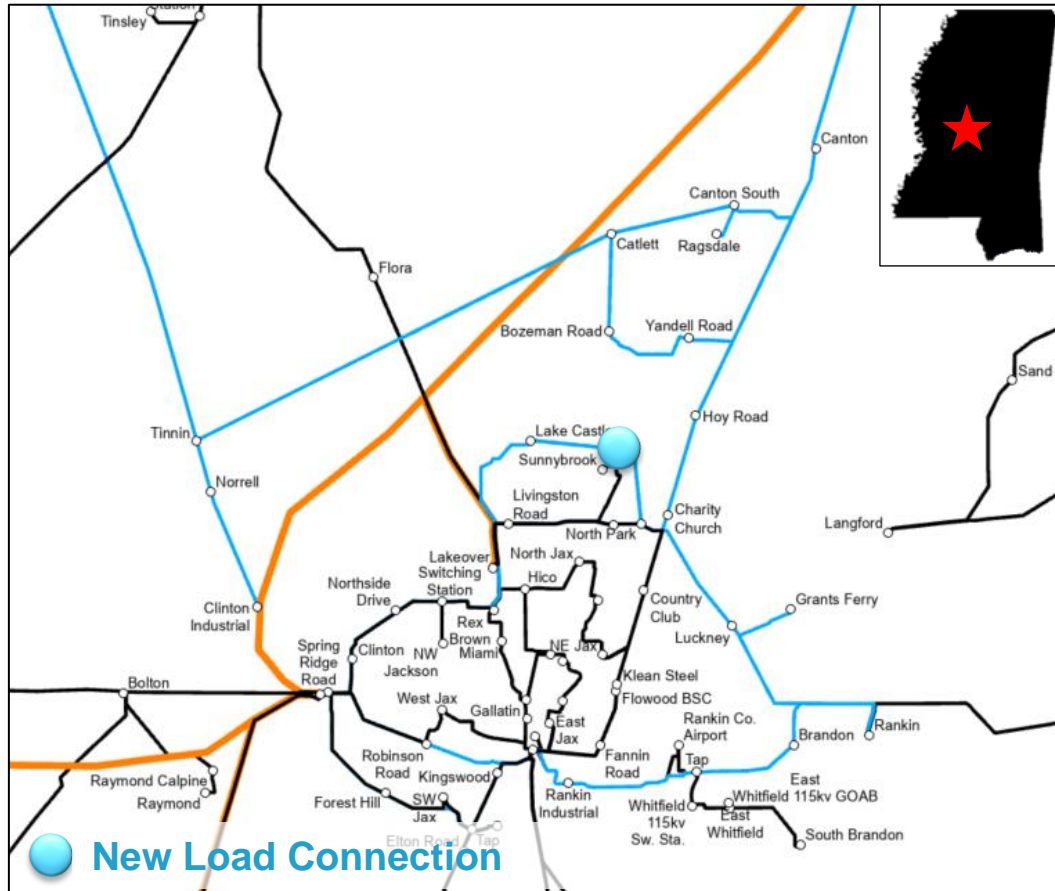 Station
Tinsley
Canton
Canton South
Catlett
Ragsdale
Flora
Bozeman Road
Yandell Road
Sand
Hoy Road
Tinnin
Lake Castle
Sunnybrook
Norrell
Livingston
Road
North Park
Charity
Church
Langford
Lakeover
Switching
Station
North Jax
Hico
Northside
Drive
Clinton
Industrial
Rex
Brown
Miami
Country
Club
Grants Ferry
Luckney
Spring
Ridge
Road
Clinton
NW
Jackson
NE Jax
Klean Steel
Flowood BSC
Bolton
West Jax
Gallatin
East
Jax
Rankin Co.
Airport
Rankin
Brandon
Robinson
Road
Kingswood
Fannin
Road
Tap
Raymond Calpine
Raymond
Forest Hill
SW
Jax
Rankin
Industrial
East
Whitfield 115kv GOAB
Whitfield
115kv
Sw. Sta.
East
Whitfield
South Brandon
Elton Road
Tap
New Load Connection